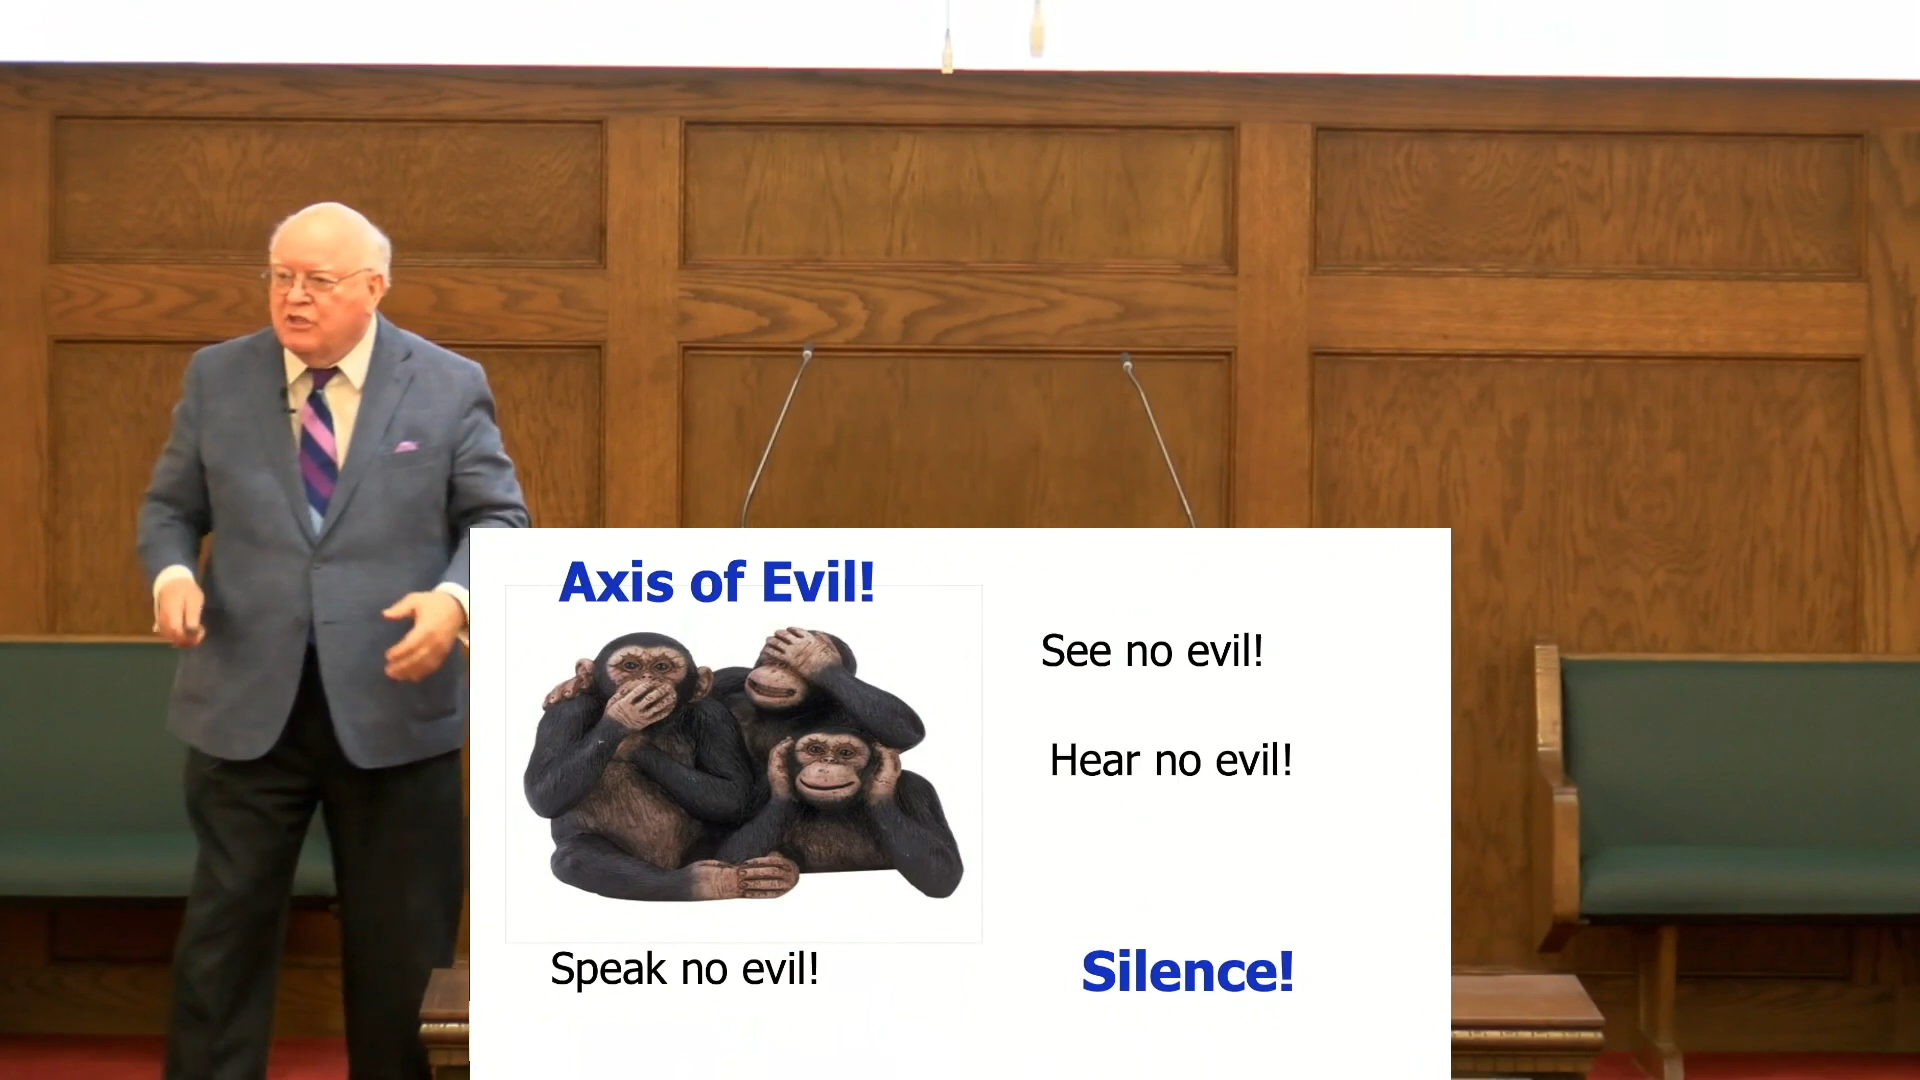 Axis of Evil!
See no evil!
Hear no evil!
Speak no evil!
Silence!